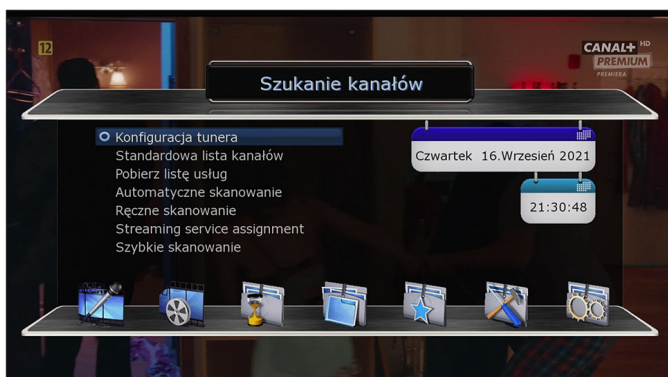 12
CANAL+ HD
PREMIUM
PREMIERA
Szukanie kanałów
Konfiguracja tunera
Standardowa lista kanałów
Pobierz listę usług
Automatyczne skanowanie
Ręczne skanowanie
Streaming service assignment
Szybkie skanowanie
Czwartek 16.Wrzesień 2021
21:30:48